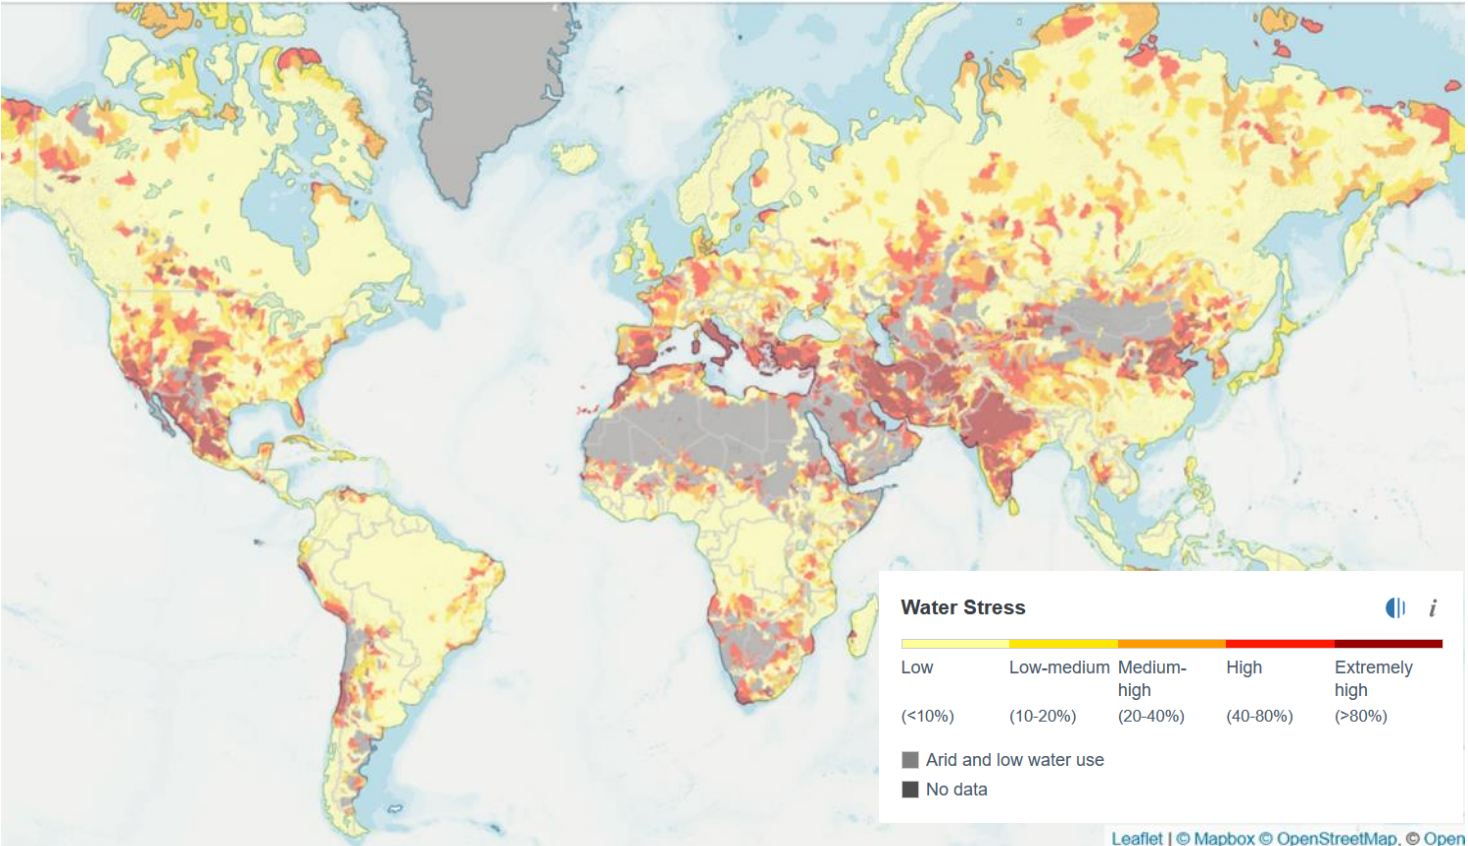 Water Stress
i
Low
Low-medium
Medium-
high
High
Extremely
high
(<10%)
(10-20%)
(20-40%)
(40-80%)
(>80%)
Arid and low water use
No data
Leaflet | © Mapbox © OpenStreetMap, © Open